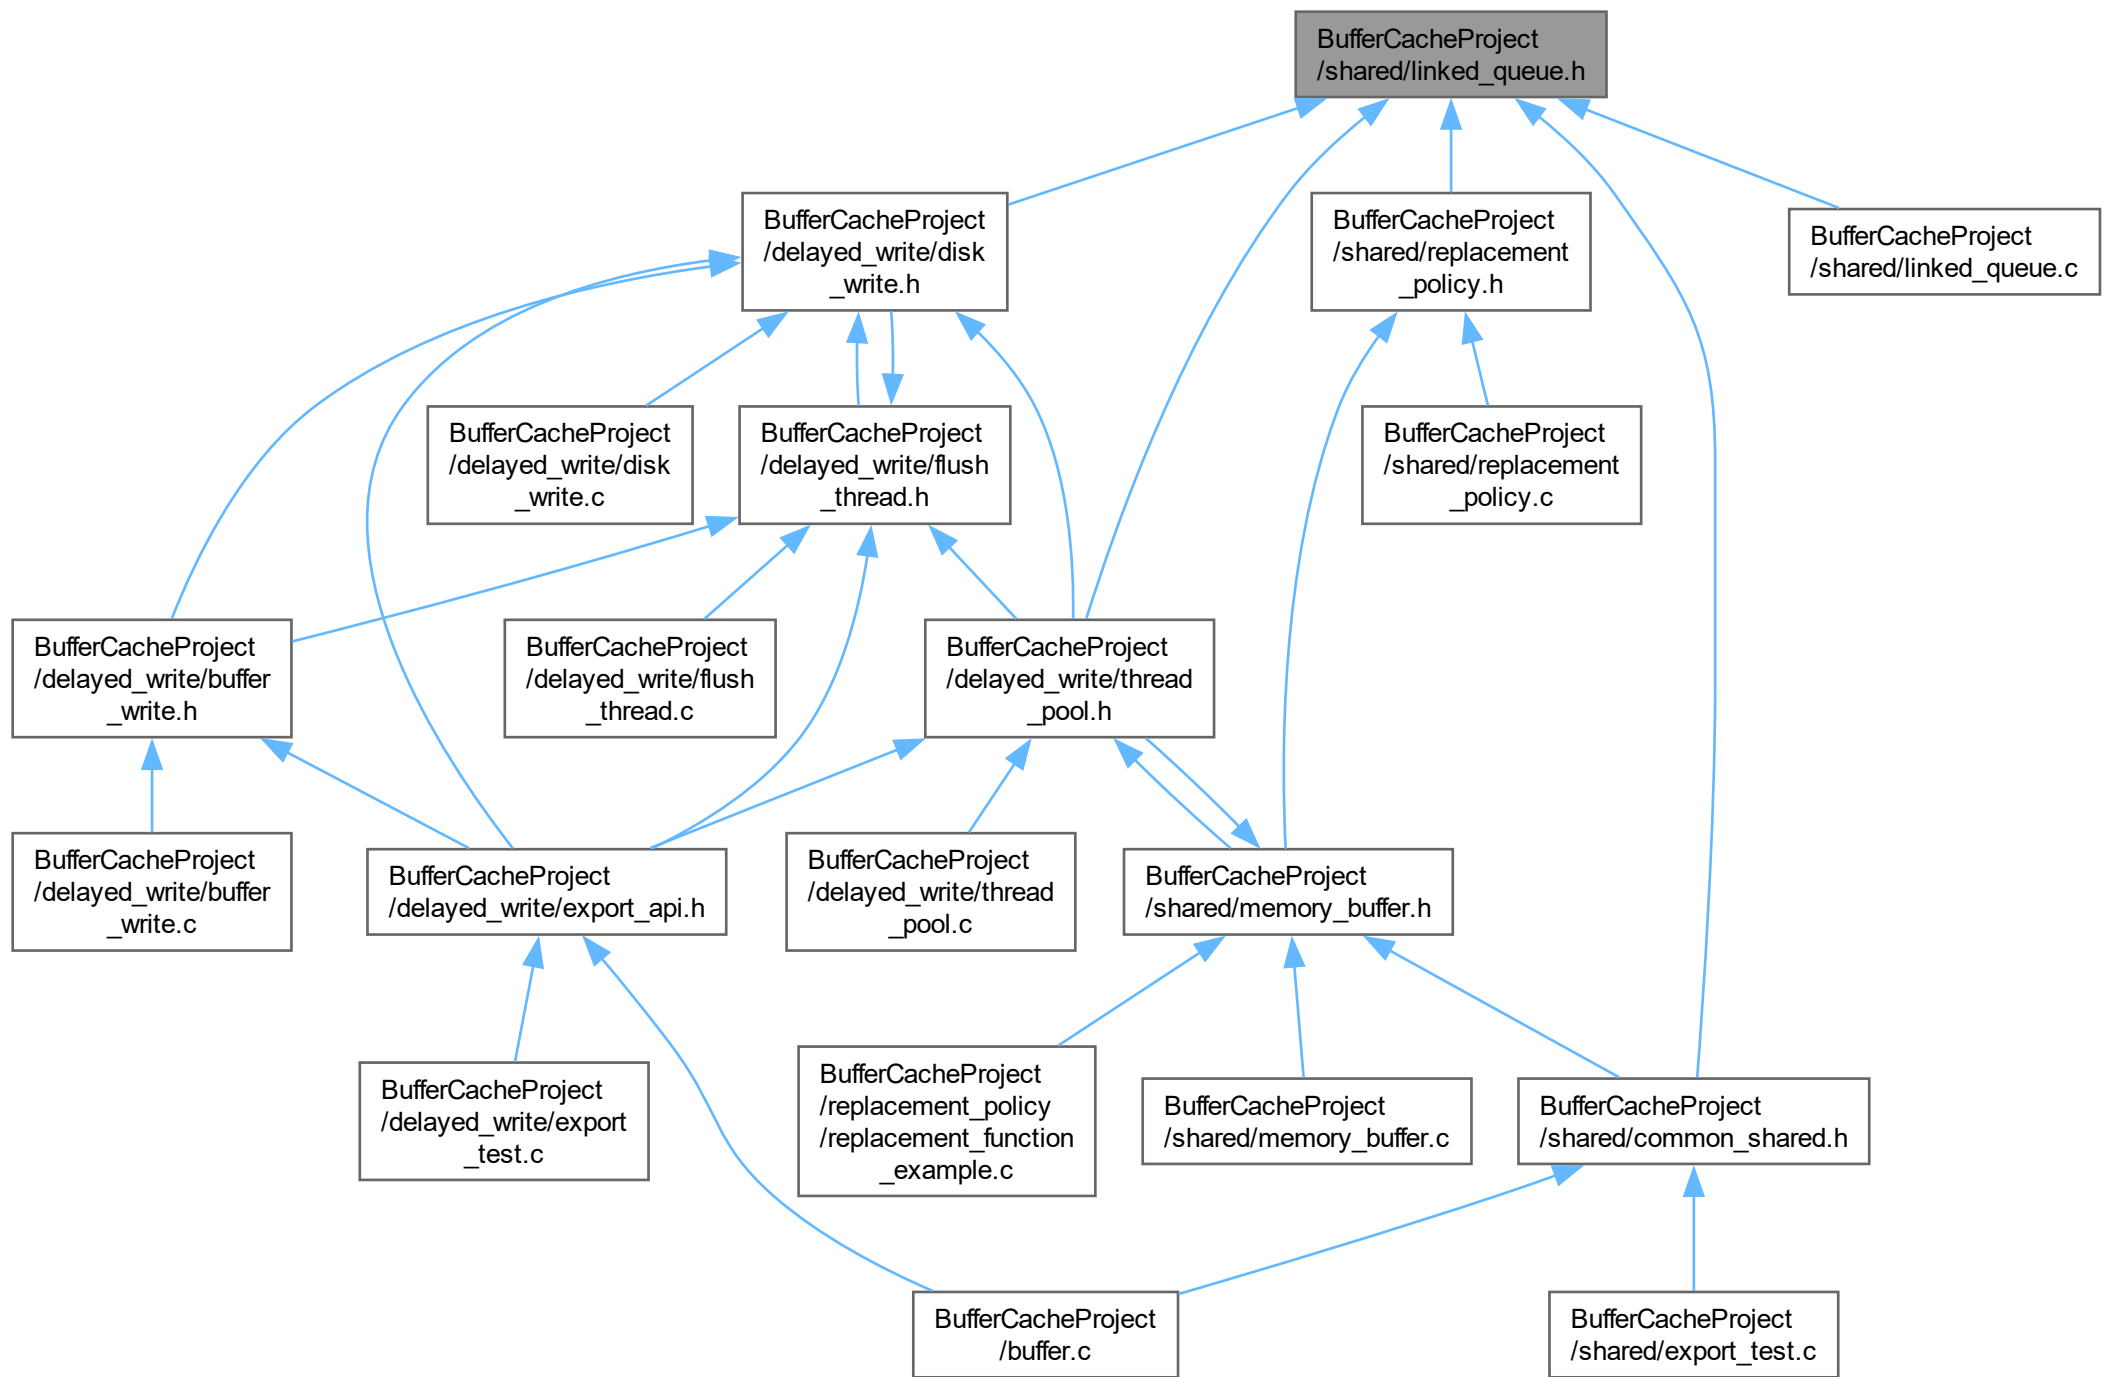 BufferCacheProject
/shared/linked_queue.h
BufferCacheProject
/delayed_write/disk
_write.h
BufferCacheProject
/shared/replacement
_policy.h
BufferCacheProject
/shared/linked_queue.c
BufferCacheProject
/delayed_write/disk
_write.c
BufferCacheProject
/delayed_write/flush
_thread.h
BufferCacheProject
/shared/replacement
_policy.c
BufferCacheProject
/delayed_write/buffer
_write.h
BufferCacheProject
/delayed_write/flush
_thread.c
BufferCacheProject
/delayed_write/thread
_pool.h
BufferCacheProject
/delayed_write/buffer
_write.c
BufferCacheProject
/delayed_write/export_api.h
BufferCacheProject
/delayed_write/thread
_pool.c
BufferCacheProject
/shared/memory_buffer.h
BufferCacheProject
/delayed_write/export
_test.c
BufferCacheProject
/replacement_policy
/replacement_function
_example.c
BufferCacheProject
/shared/memory_buffer.c
BufferCacheProject
/shared/common_shared.h
BufferCacheProject
/buffer.c
BufferCacheProject
/shared/export_test.c